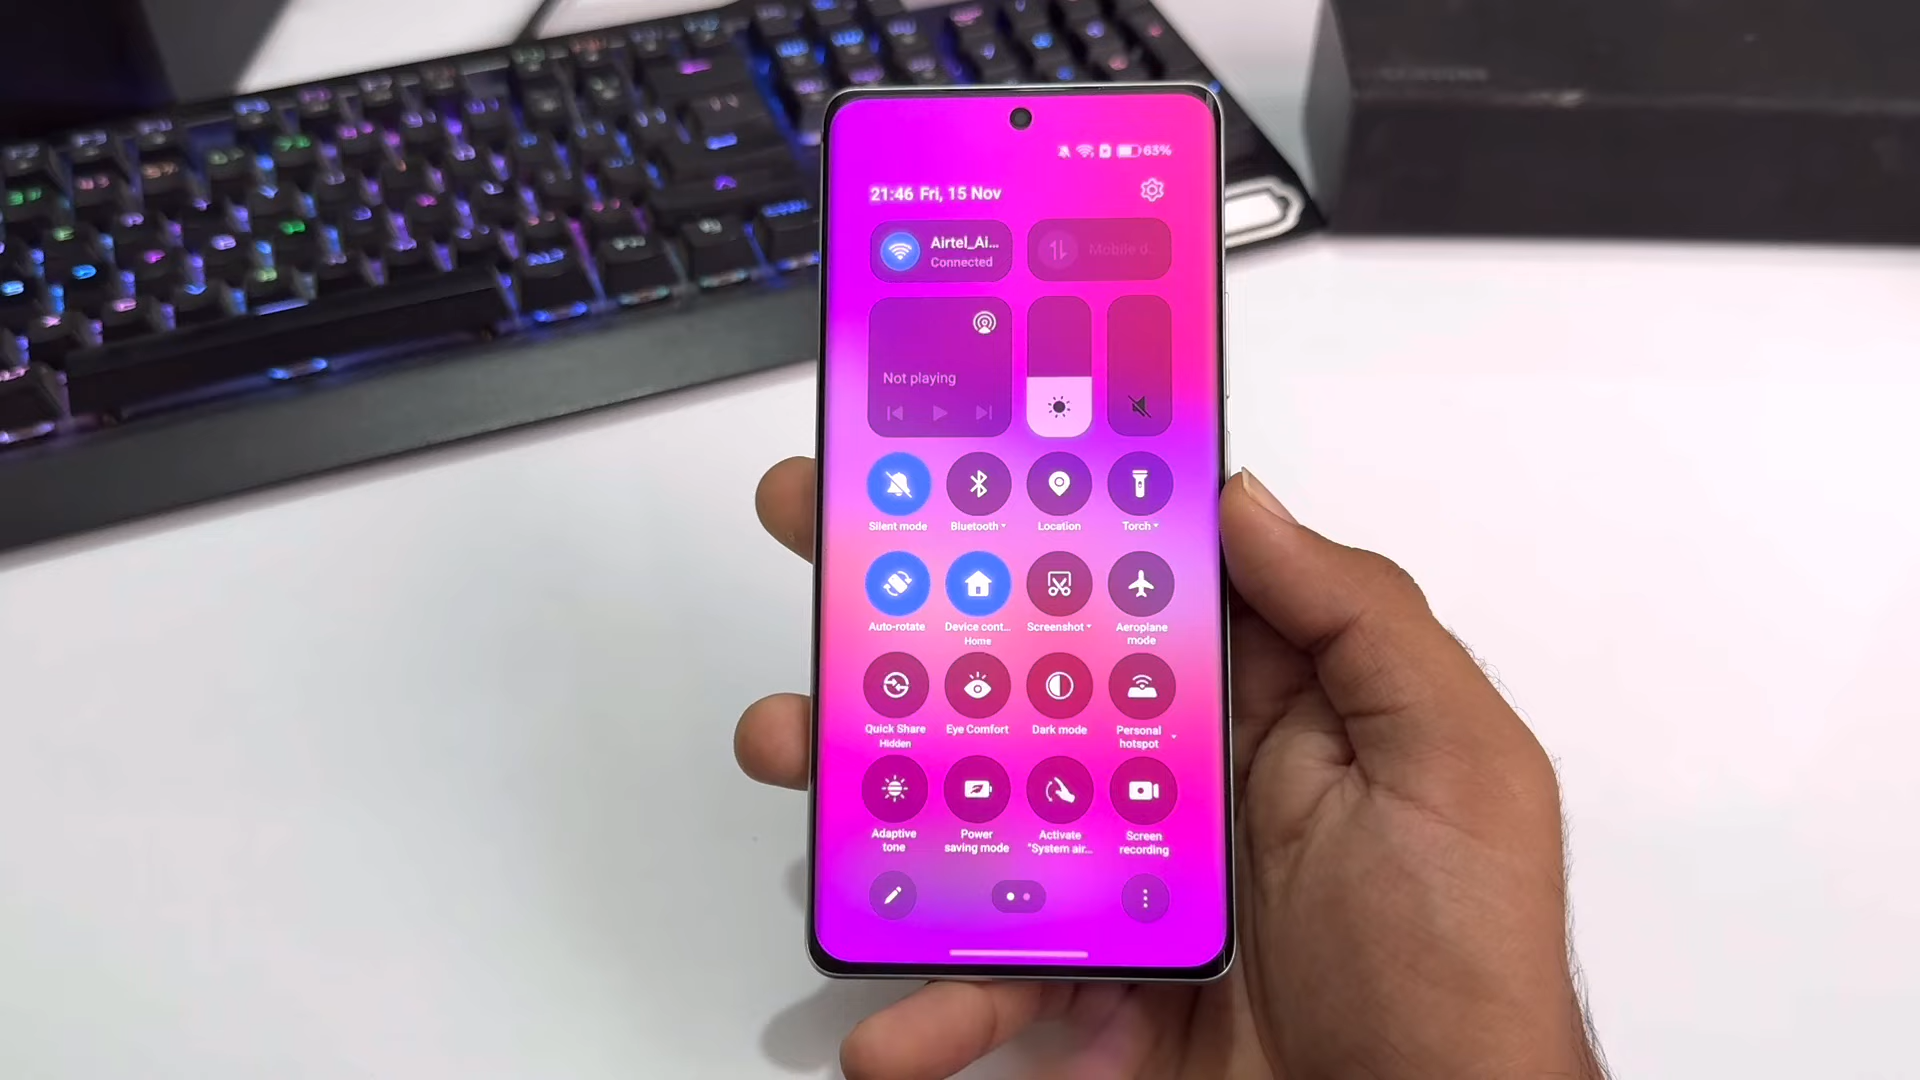 63%
21:46 Fri, 15 Nov
Airtel_Ai...
Connected
Mobile d...
Not playing
Silent mode
Bluetooth
Location
Torch
Auto-rotate
Device cont...
Home
Screenshot
Aeroplane
mode
Quick Share
Hidden
Eye Comfort
Dark mode
Personal
hotspot
Adaptive
tone
Power
saving mode
Activate
"System air...
Screen
recording